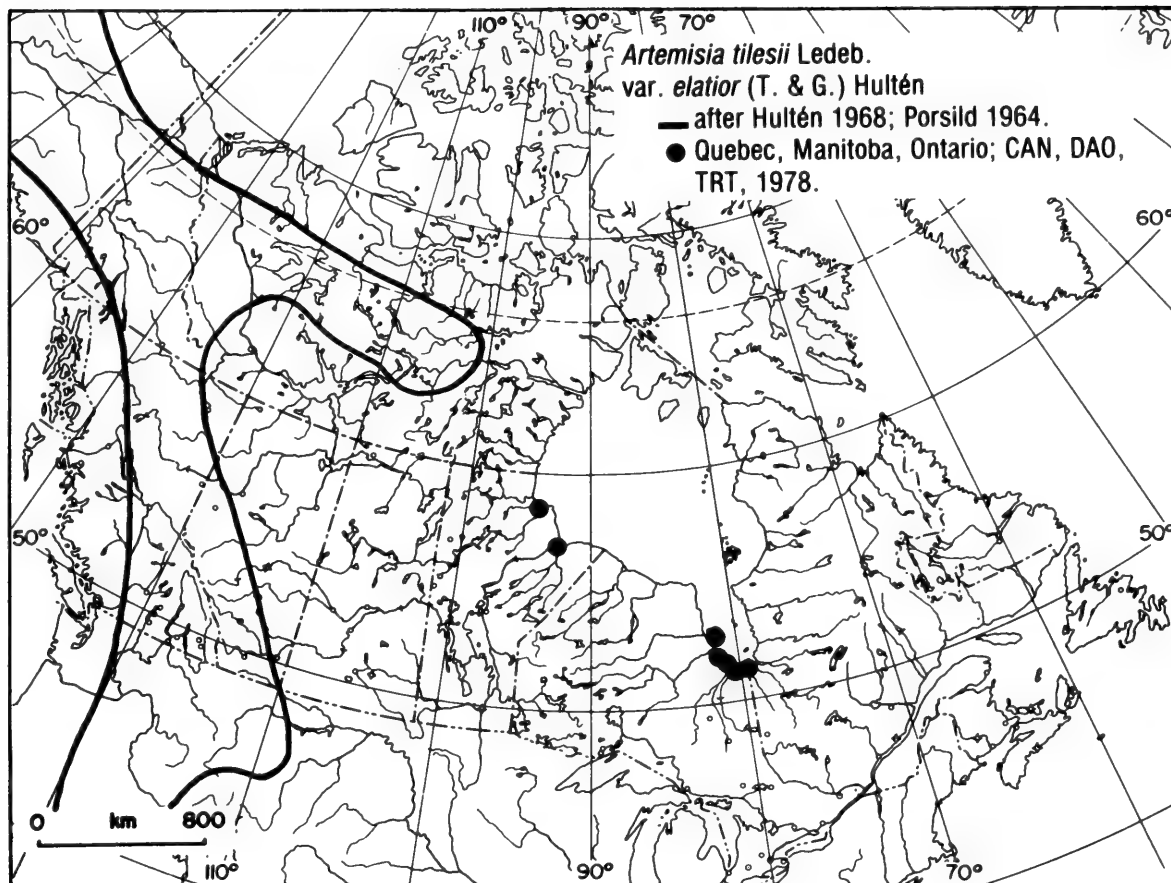 110° 90° 70°
Artemisia tilesii Ledeb.
var. elatior (T. & G.) Hultén
after Hultén 1968; Porsild 1964.
Quebec, Manitoba, Ontario; CAN, DAO,
TRT, 1978.
60° 60°
50° 50°
0 km 800
110° 90° 70°